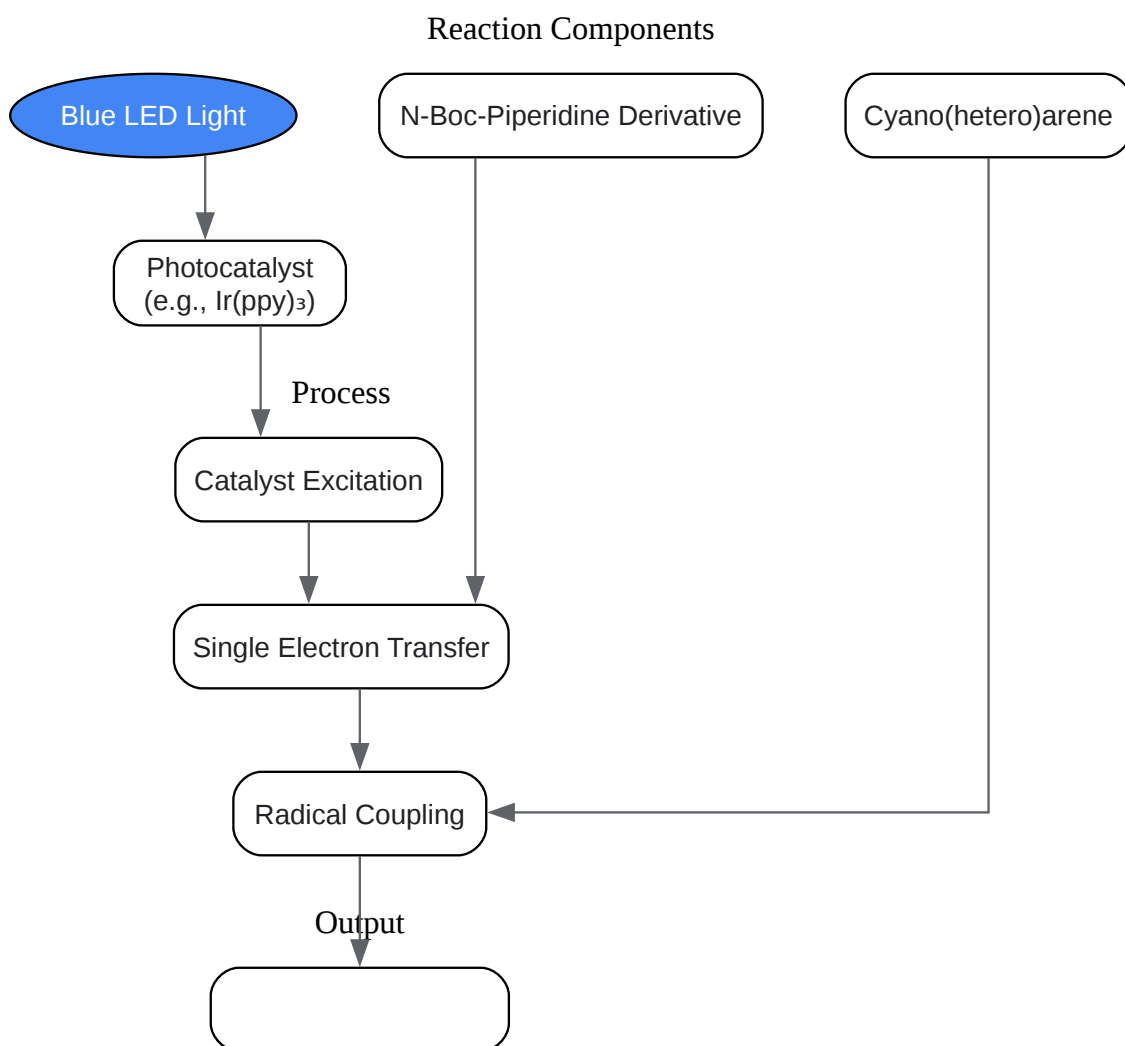 Reaction Components
Blue LED Light
N-Boc-Piperidine Derivative
Cyano(hetero)arene
Photocatalyst
(e.g., Ir(ppy)₃)
Process
Catalyst Excitation
Single Electron Transfer
Radical Coupling
Output